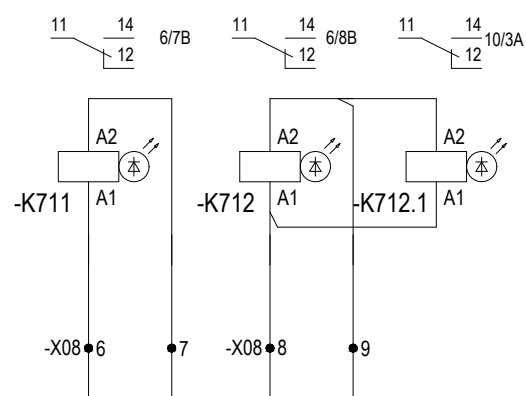 11 14 6/7B 11 14 6/8B 11 14 10/3A
12 12 12
A2 A2 A2
-K711 A1 -K712 A1 -K712.1 A1
-X08 6 7 -X08 8 9